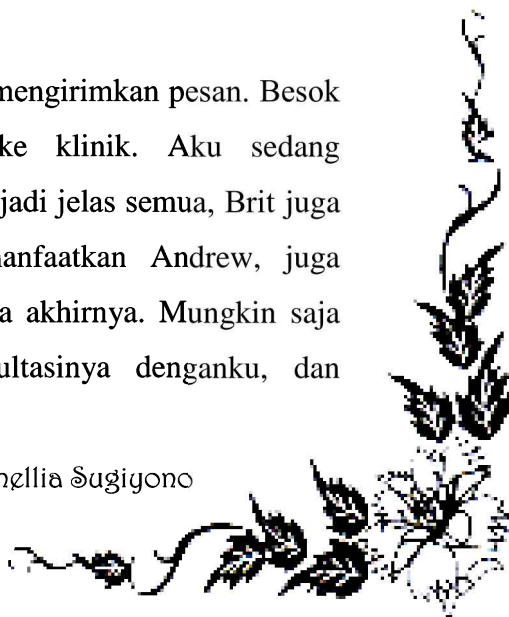 mengirimkan pesan. Besok
ke klinik. Aku sedang
jadi jelas semua, Brit juga
anfaatkan Andrew, juga
a akhirnya. Mungkin saja
ultasinya denganku, dan
nellia Sugiyono